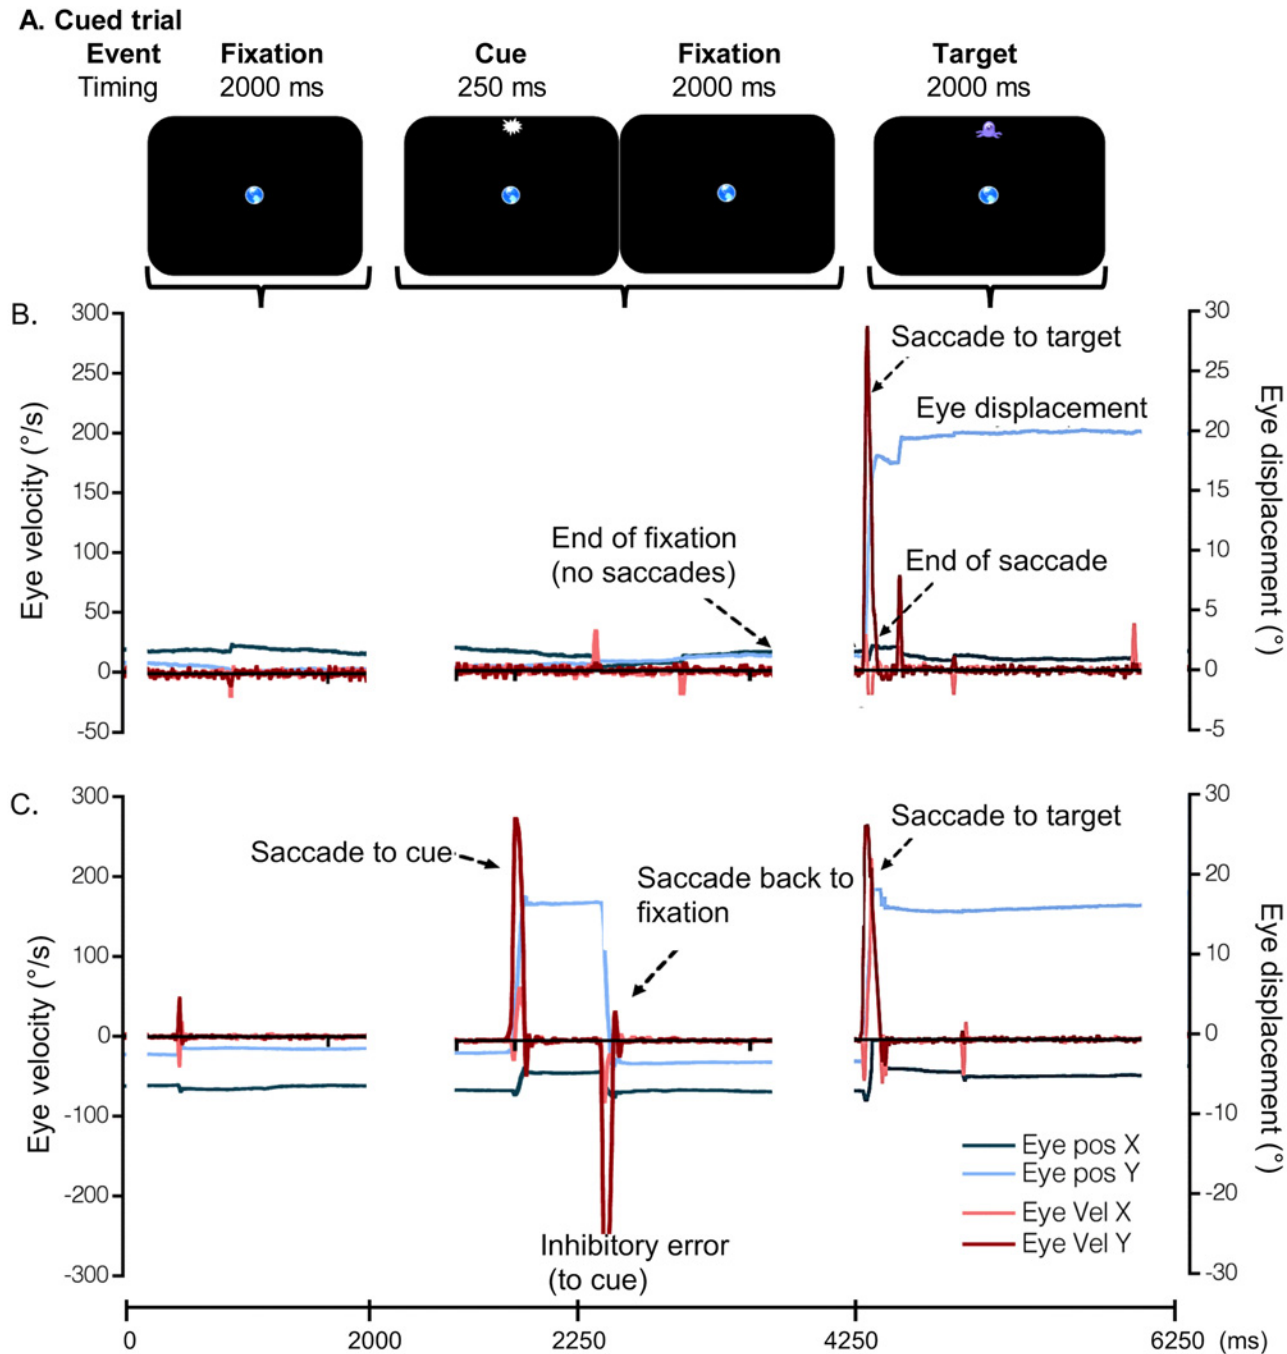 A. Cued trial
Event Fixation Cue Fixation Target
Timing 2000 ms 250 ms 2000 ms 2000 ms
B.
Eye velocity (°/s)
300
250
200
150
100
50
0
-50
Saccade to target
Eye displacement
End of fixation
(no saccades)
End of saccade
30
25
20
15
10
5
0
-5
Eye displacement (°)
C.
Eye velocity (°/s)
300
200
100
0
-100
-200
-300
Saccade to cue
Saccade back to
fixation
Saccade to target
Inhibitory error
(to cue)
Eye pos X
Eye pos Y
Eye Vel X
Eye Vel Y
30
20
10
0
-10
-20
-30
Eye displacement (°)
0 2000 2250 4250 6250 (ms)